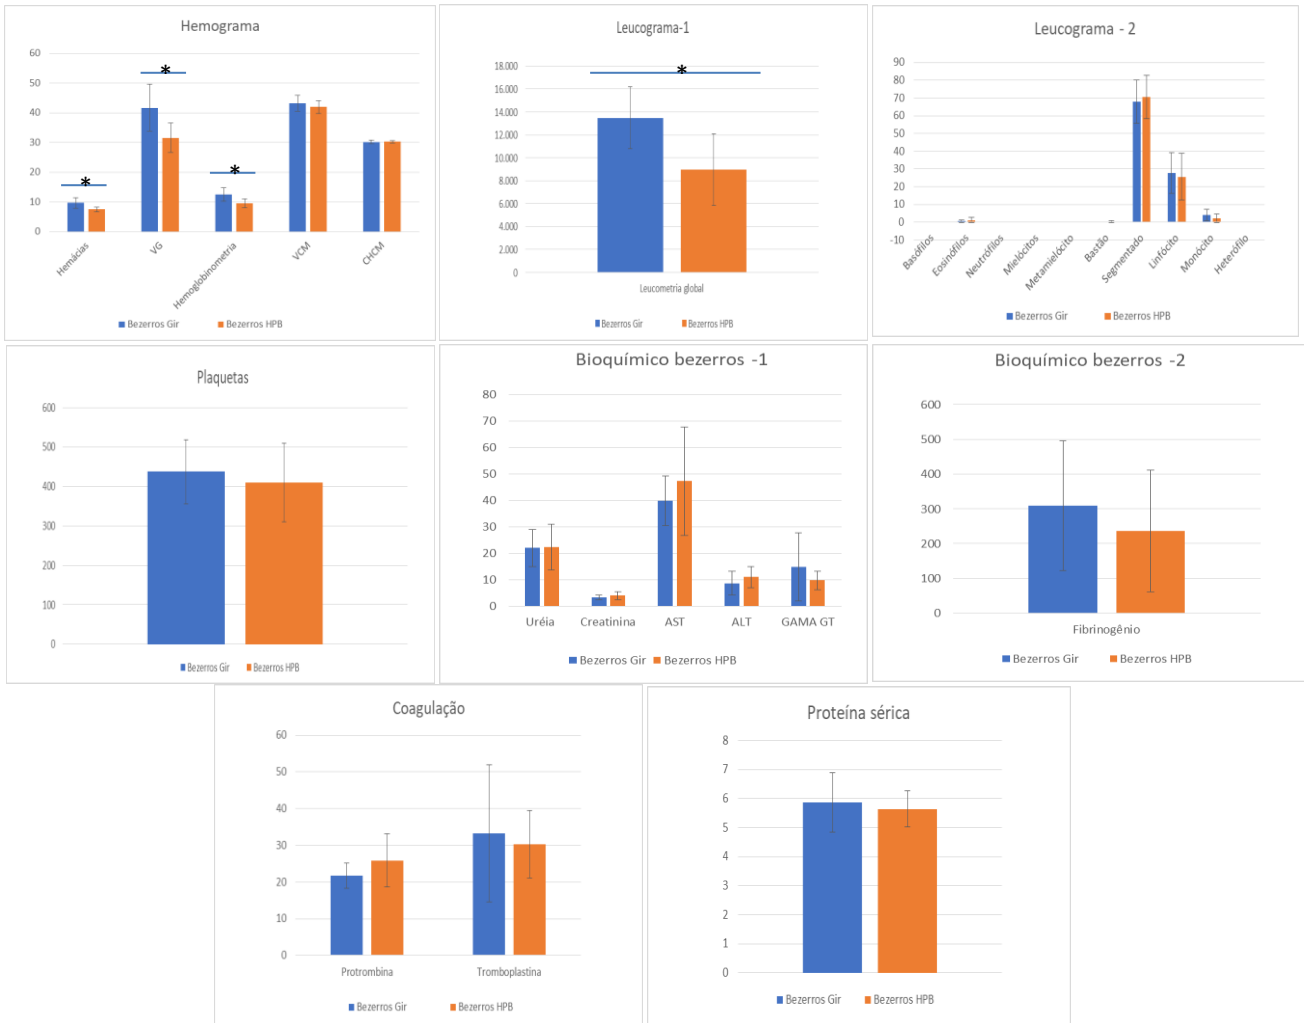 Hemograma
60
50
40
30
20
10
0
*
*
*
Hemácias
VG
Hemoglobinometria
VCM
CHCM
Bezerros Gir
Bezerros HPB
Leucograma-1
18.000
16.000
14.000
12.000
10.000
8.000
6.000
4.000
2.000
0
*
Leucometria global
Bezerros Gir
Bezerros HPB
Leucograma - 2
90
80
70
60
50
40
30
20
10
0
-10
Basófilos
Eosinófilos
Neutrófilos
Mielócitos
Metamielócito
Bastão
Segmentado
Linfócito
Monócito
Heterófilo
Bezerros Gir
Bezerros HPB
Plaquetas
600
500
400
300
200
100
0
Bezerros Gir
Bezerros HPB
Bioquímico bezerros -1
80
70
60
50
40
30
20
10
0
Uréia
Creatinina
AST
ALT
GAMA GT
Bezerros Gir
Bezerros HPB
Bioquímico bezerros -2
600
500
400
300
200
100
0
Fibrinogênio
Bezerros Gir
Bezerros HPB
Coagulação
60
50
40
30
20
10
0
Protrombina
Tromboplastina
Bezerros Gir
Bezerros HPB
Proteína sérica
8
7
6
5
4
3
2
1
0
Bezerros Gir
Bezerros HPB